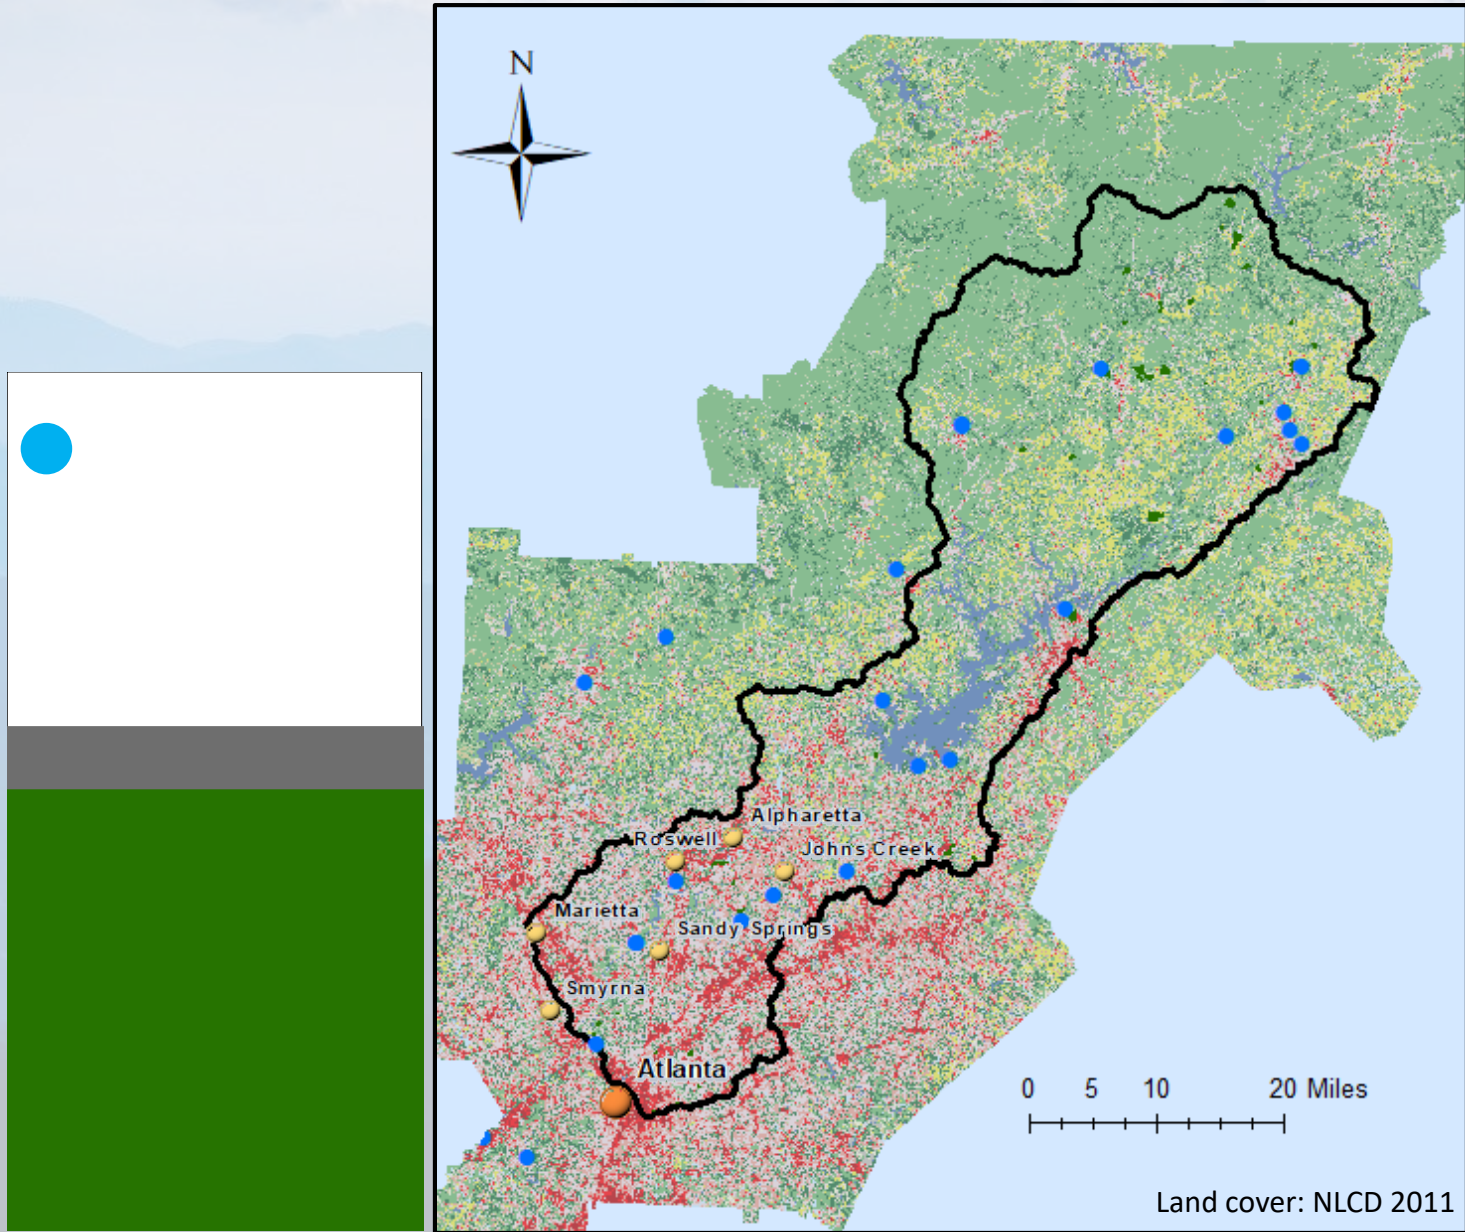 N
Alpharetta
Roswell
Johns Creek
Marietta
Sandy Springs
Smyrna
Atlanta
0 5 10 20 Miles
Land cover: NLCD 2011